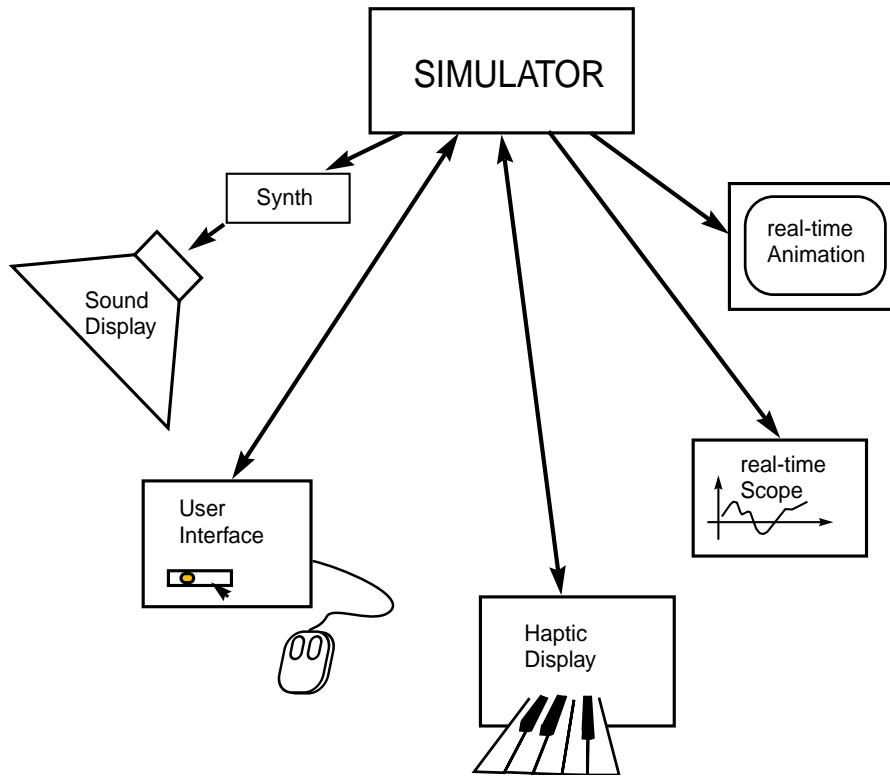 SIMULATOR
Synth
real-time
Animation
Sound
Display
real-time
Scope
User
Interface
Haptic
Display